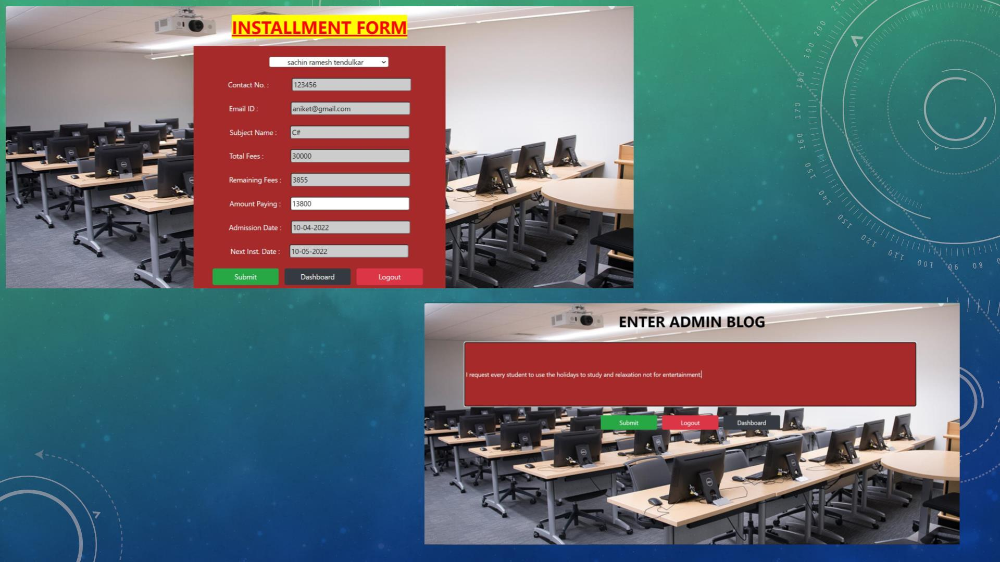 INSTALLMENT FORM
sachin ramesh tendulkar
Contact No. : 123456
Email ID : aniket@gmail.com
Subject Name : C#
Total Fees : 30000
Remaining Fees : 3855
Amount Paying : 13800
Admission Date : 10-04-2022
Next Inst. Date : 10-05-2022
Submit Dashboard Logout
ENTER ADMIN BLOG
I request every student to use the holidays to study and relaxation not for entertainment.
Submit Logout Dashboard
210
200
190
180
170
160
150
140
130
120
110
100
90
80